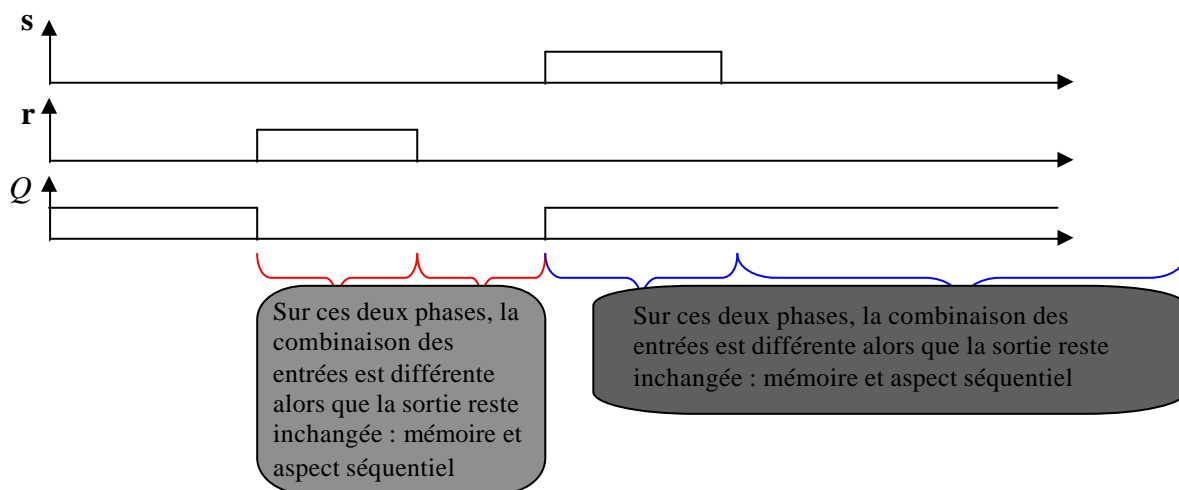 s
r
Q
Sur ces deux phases, la
combinaison des
entrées est différente
alors que la sortie reste
inchangée : mémoire et
aspect séquentiel
Sur ces deux phases, la combinaison des
entrées est différente alors que la sortie reste
inchangée : mémoire et aspect séquentiel